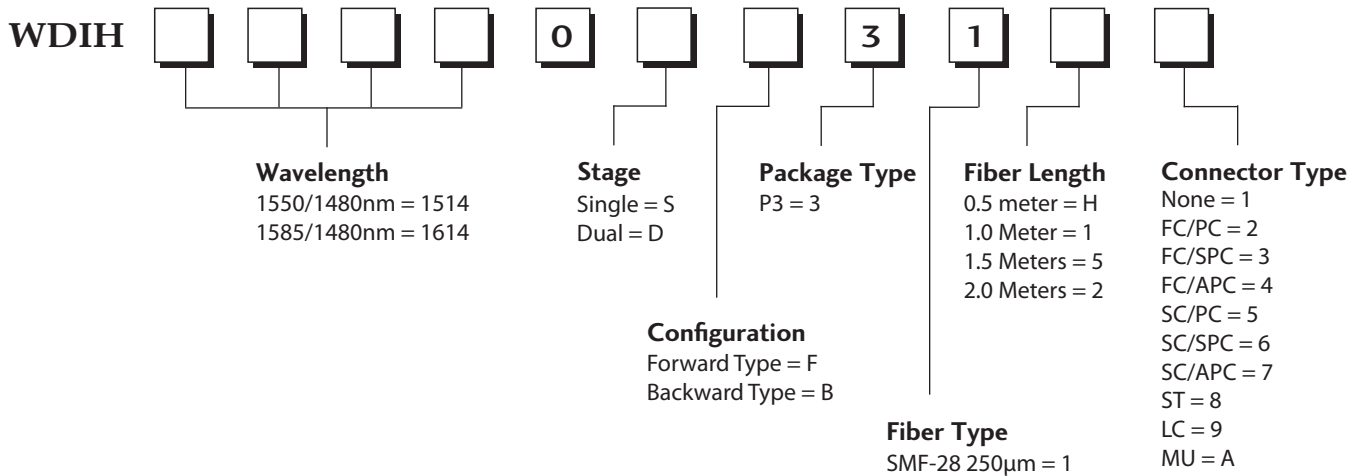 WDIH 0 3 1
Wavelength
1550/1480nm = 1514
1585/1480nm = 1614
Stage
Single = S
Dual = D
Configuration
Forward Type = F
Backward Type = B
Package Type
P3 = 3
Fiber Type
SMF-28 250µm = 1
Fiber Length
0.5 meter = H
1.0 Meter = 1
1.5 Meters = 5
2.0 Meters = 2
Connector Type
None = 1
FC/PC = 2
FC/SPC = 3
FC/APC = 4
SC/PC = 5
SC/SPC = 6
SC/APC = 7
ST = 8
LC = 9
MU = A